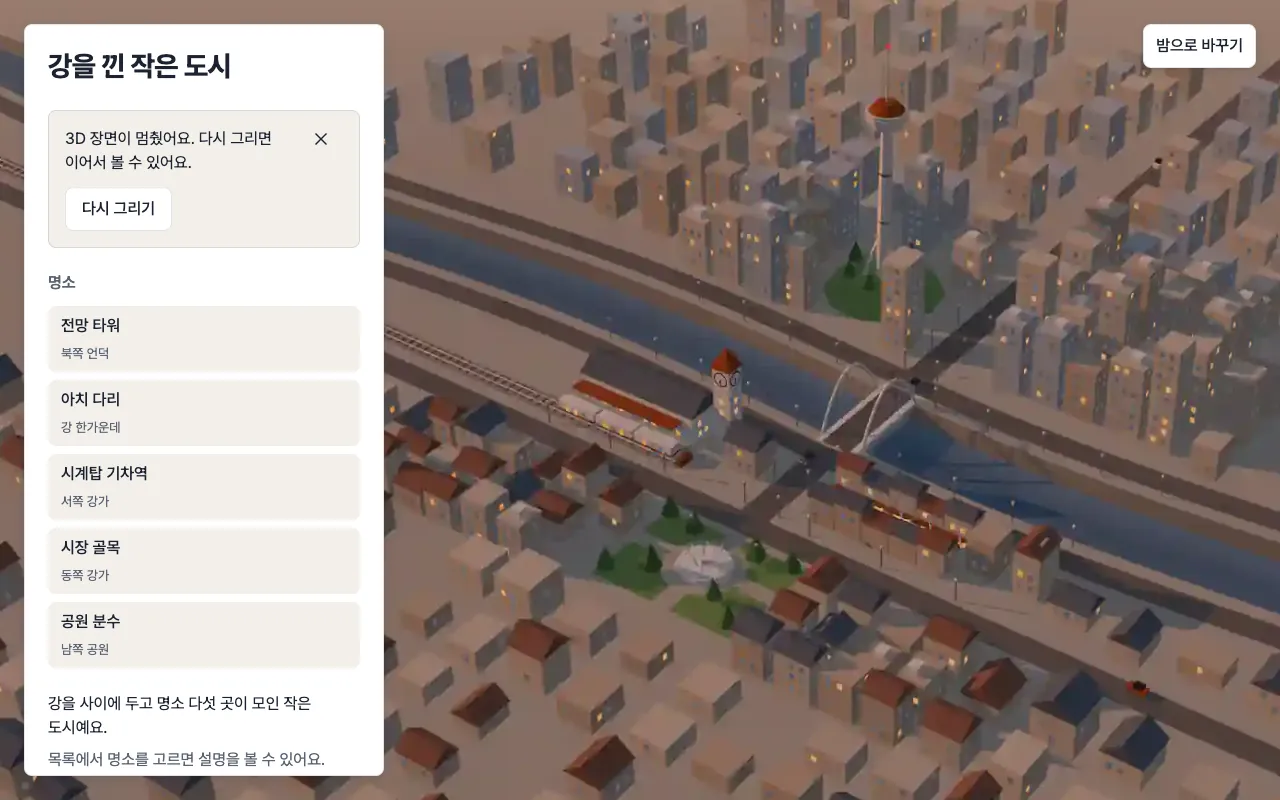 강을 낀 작은 도시
밤으로 바꾸기
3D 장면이 멈췄어요. 다시 그리면
이어서 볼 수 있어요.
다시 그리기
명소
전망 타워
북쪽 언덕
아치 다리
강 한가운데
시계탑 기차역
서쪽 강가
시장 골목
동쪽 강가
공원 분수
남쪽 공원
강을 사이에 두고 명소 다섯 곳이 모인 작은
도시예요.
목록에서 명소를 고르면 설명을 볼 수 있어요.